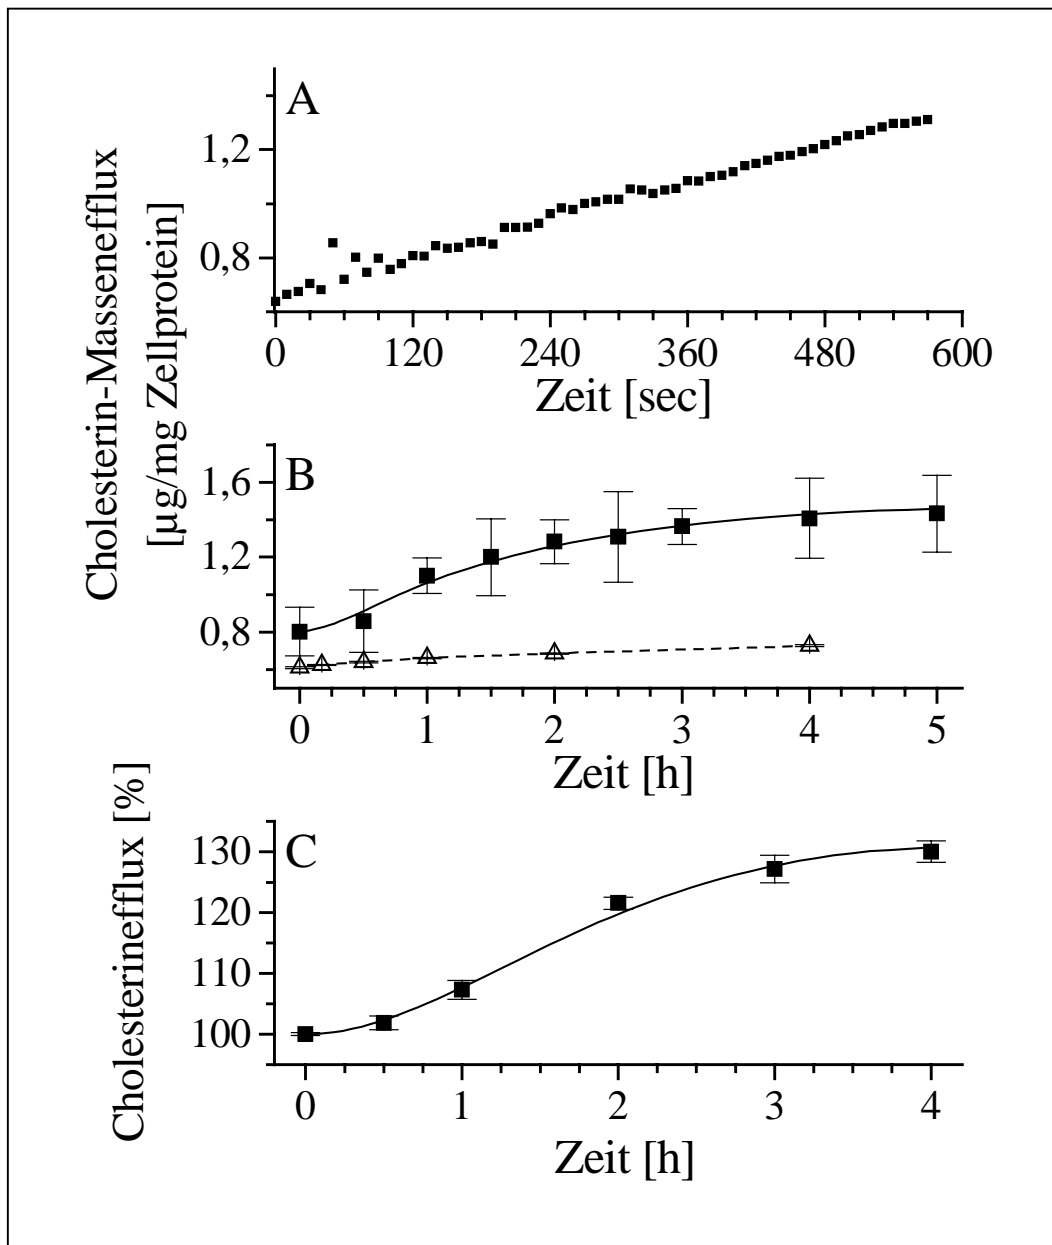 Cholesterin-Massenefflux
[µg/mg Zellprotein]
A
1,2
0,8
0 120 240 360 480 600
Zeit [sec]
B
1,6
1,2
0,8
0 1 2 3 4 5
Zeit [h]
Cholesterinefflux [%]
C
130
120
110
100
0 1 2 3 4
Zeit [h]